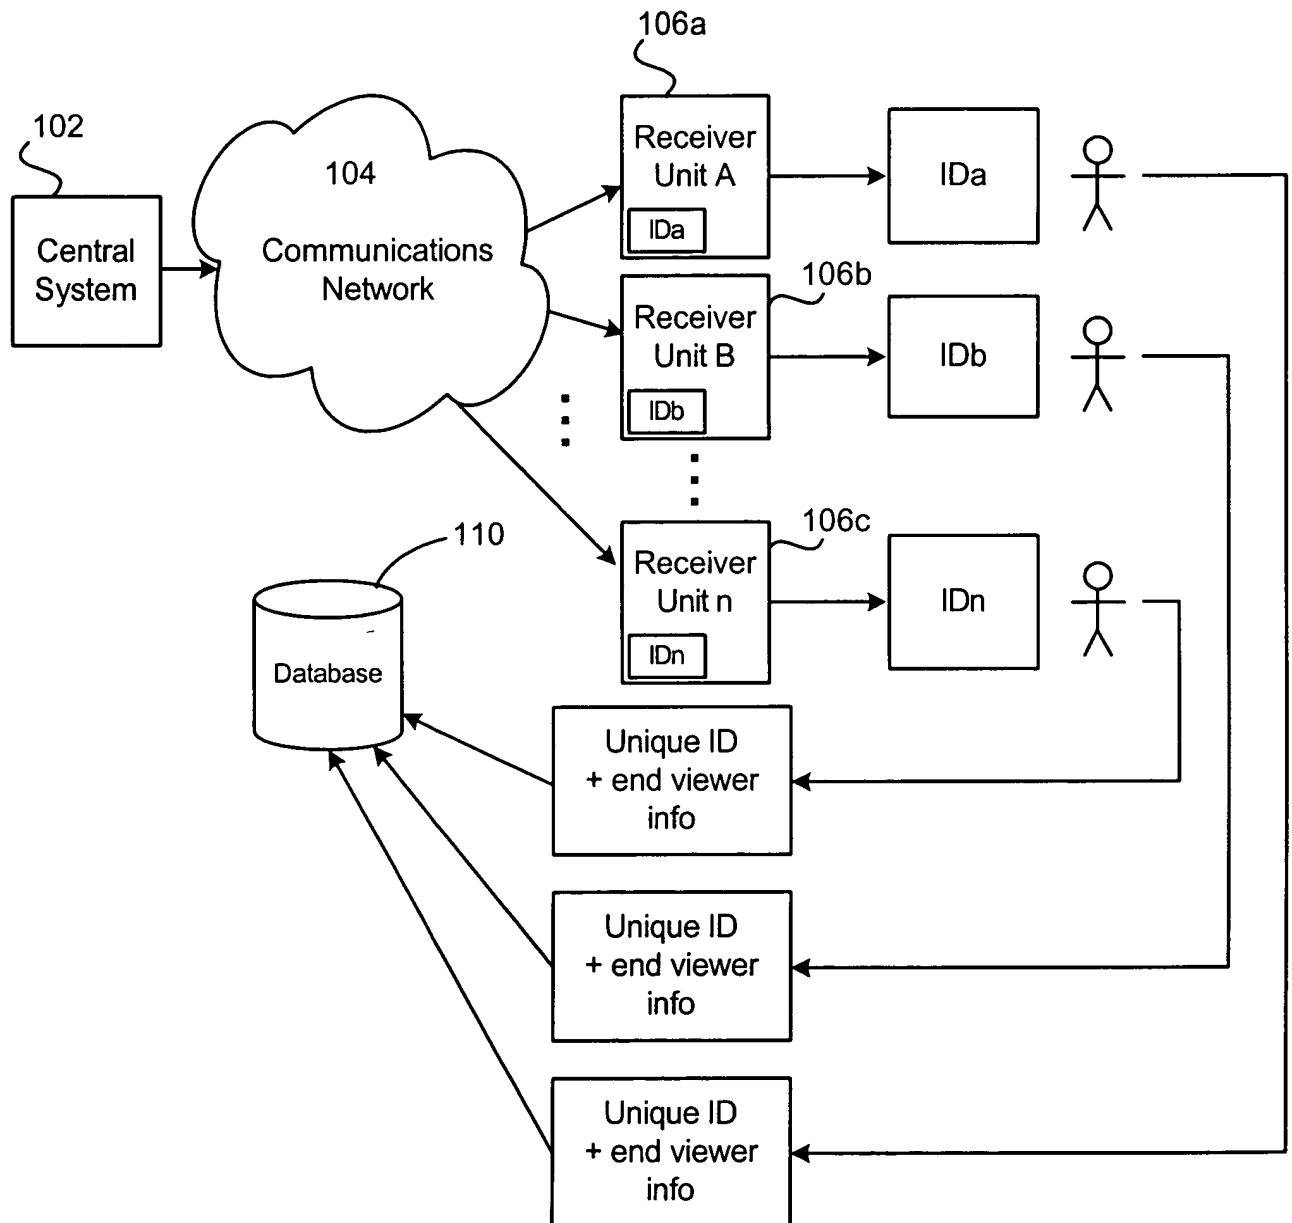 106a
102
Receiver
Unit A
IDa
IDa
104
Central
System
Communications
Network
106b
Receiver
Unit B
IDb
IDb
106c
110
Receiver
Unit n
IDn
IDn
Database
Unique ID
+ end viewer
info
Unique ID
+ end viewer
info
Unique ID
+ end viewer
info